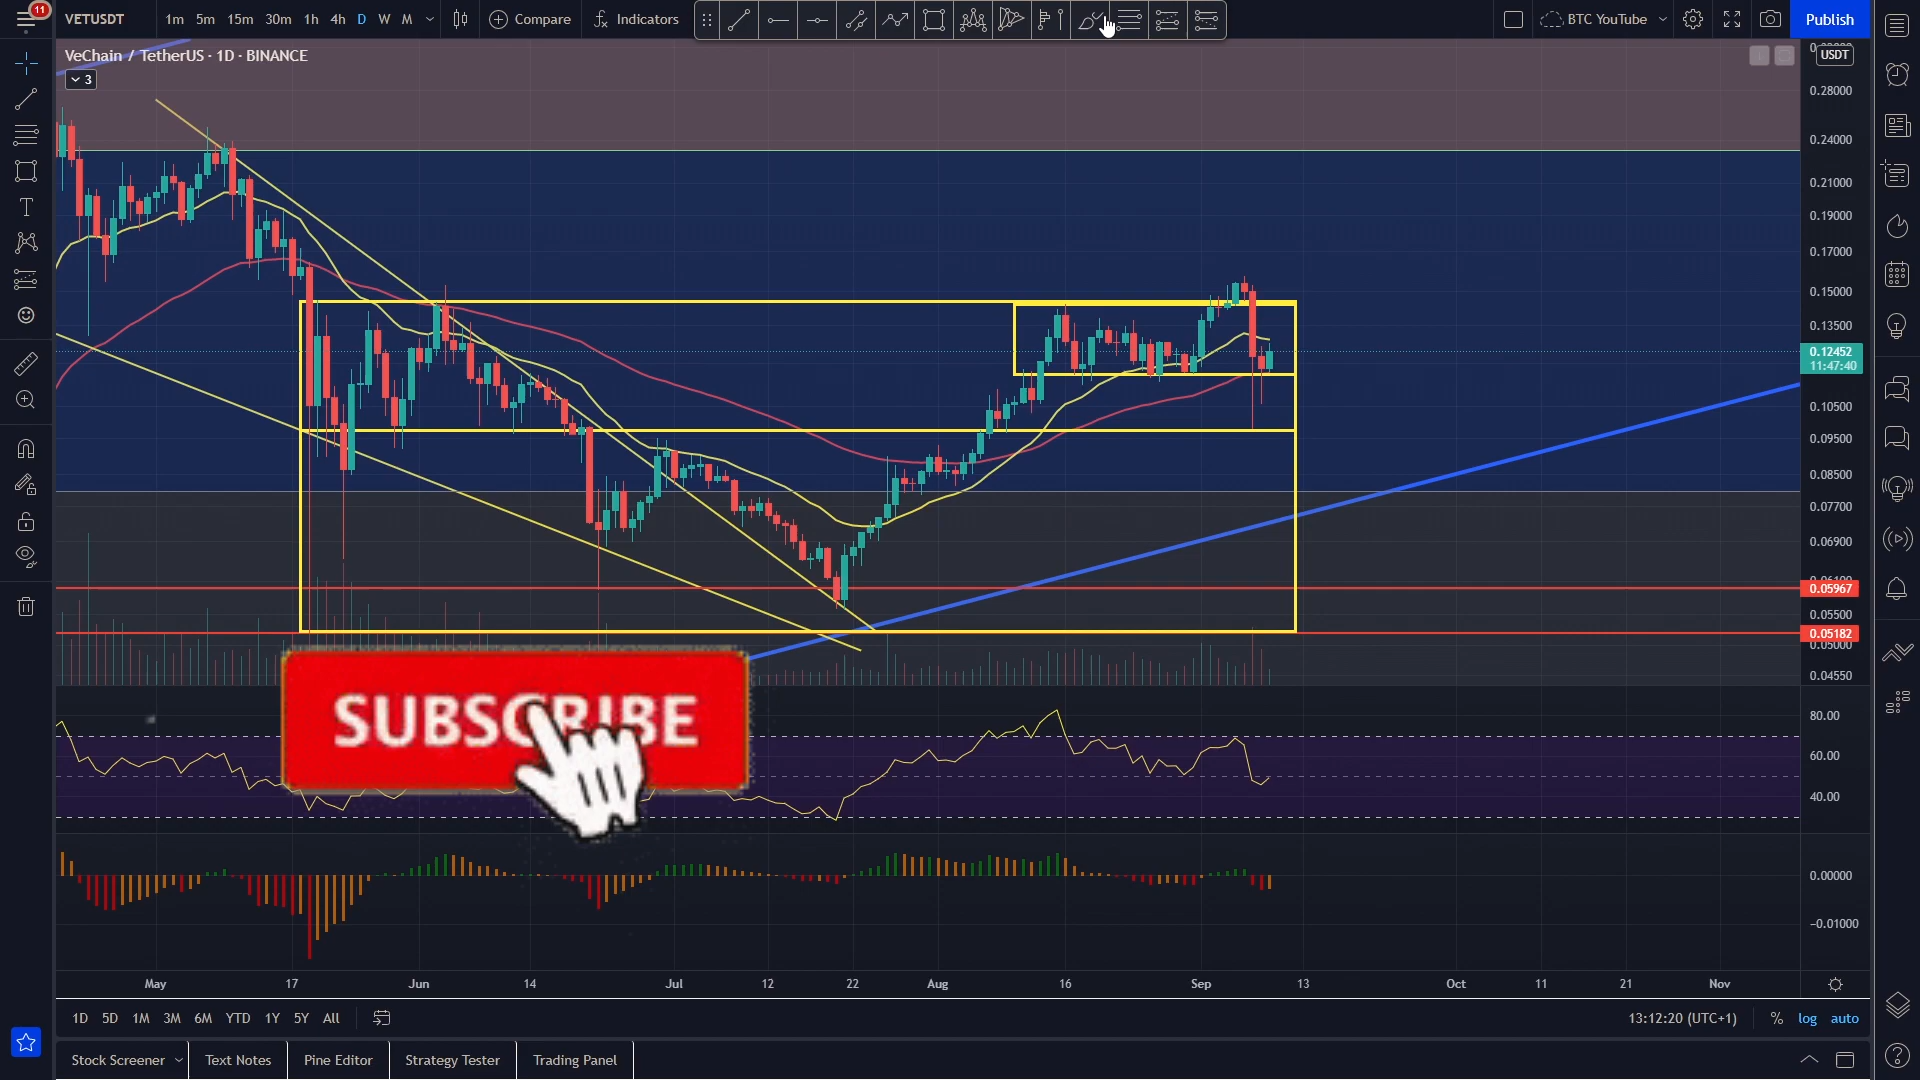 11
VETUSDT
1m 5m 15m 30m 1h 4h D W M
Compare
Indicators
BTC YouTube
Publish
VeChain / TetherUS · 1D · BINANCE
3
USDT
0.28000
0.24000
0.21000
0.19000
0.17000
0.15000
0.13500
0.12452
11:47:40
0.10500
0.09500
0.08500
0.07700
0.06900
0.05967
0.05500
0.05182
0.05000
0.04550
SUBSCRIBE
80.00
60.00
40.00
0.00000
−0.01000
May 17 Jun 14 Jul 12 22 Aug 16 Sep 13 Oct 11 21 Nov
1D 5D 1M 3M 6M YTD 1Y 5Y All
13:12:20 (UTC+1) % log auto
Stock Screener Text Notes Pine Editor Strategy Tester Trading Panel